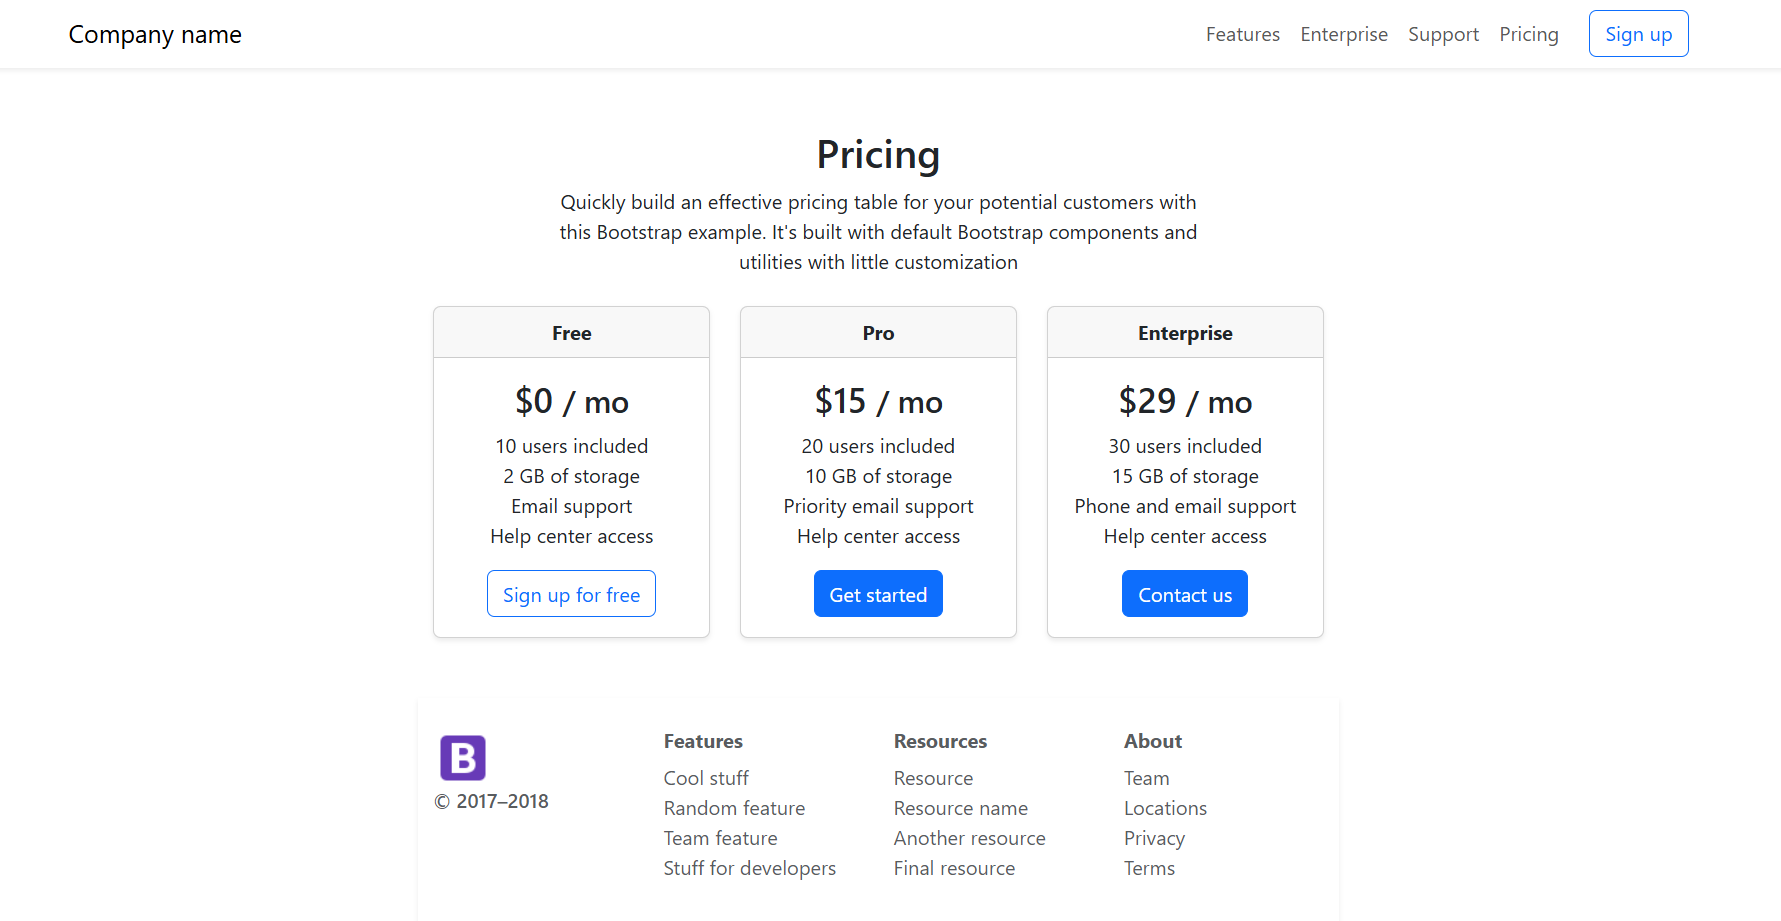 Company name
Features Enterprise Support Pricing Sign up
Pricing
Quickly build an effective pricing table for your potential customers with
this Bootstrap example. It's built with default Bootstrap components and
utilities with little customization
Free
$0 / mo
10 users included
2 GB of storage
Email support
Help center access
Sign up for free
Pro
$15 / mo
20 users included
10 GB of storage
Priority email support
Help center access
Get started
Enterprise
$29 / mo
30 users included
15 GB of storage
Phone and email support
Help center access
Contact us
B
© 2017–2018
Features
Cool stuff
Random feature
Team feature
Stuff for developers
Resources
Resource
Resource name
Another resource
Final resource
About
Team
Locations
Privacy
Terms